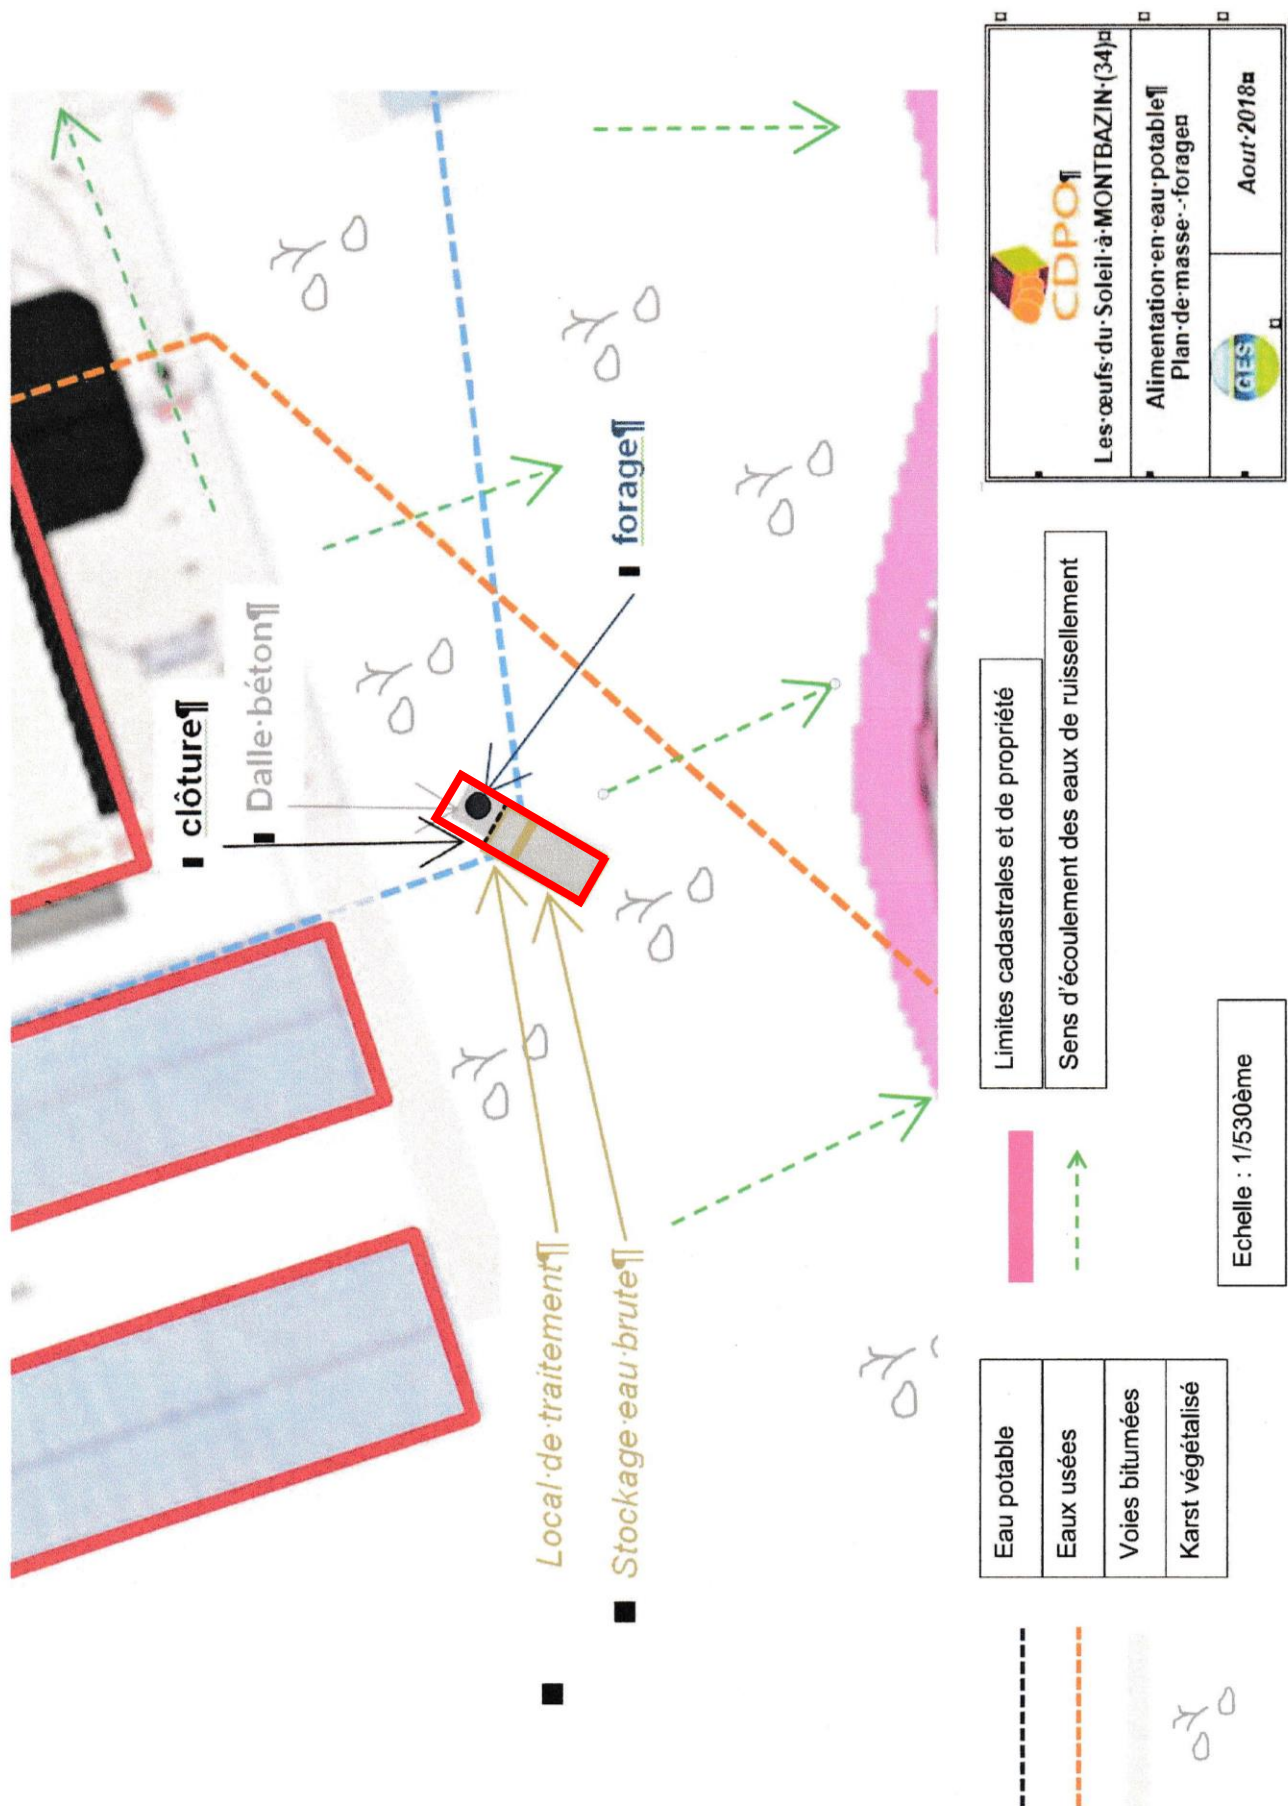 clôture¶
Dalle·béton¶
forage¶
Local·de·traitement¶
Stockage·eau·brute¶
Eau potable
Eaux usées
Voies bitumées
Karst végétalisé
Limites cadastrales et de propriété
Sens d'écoulement des eaux de ruissellement
Echelle : 1/530ème
CDPO¶
Les·œufs·du·Soleil·à·MONTBAZIN·(34)¤
Alimentation·en·eau·potable¶
Plan·de·masse·-·forage¤
GES
Aout·2018¤